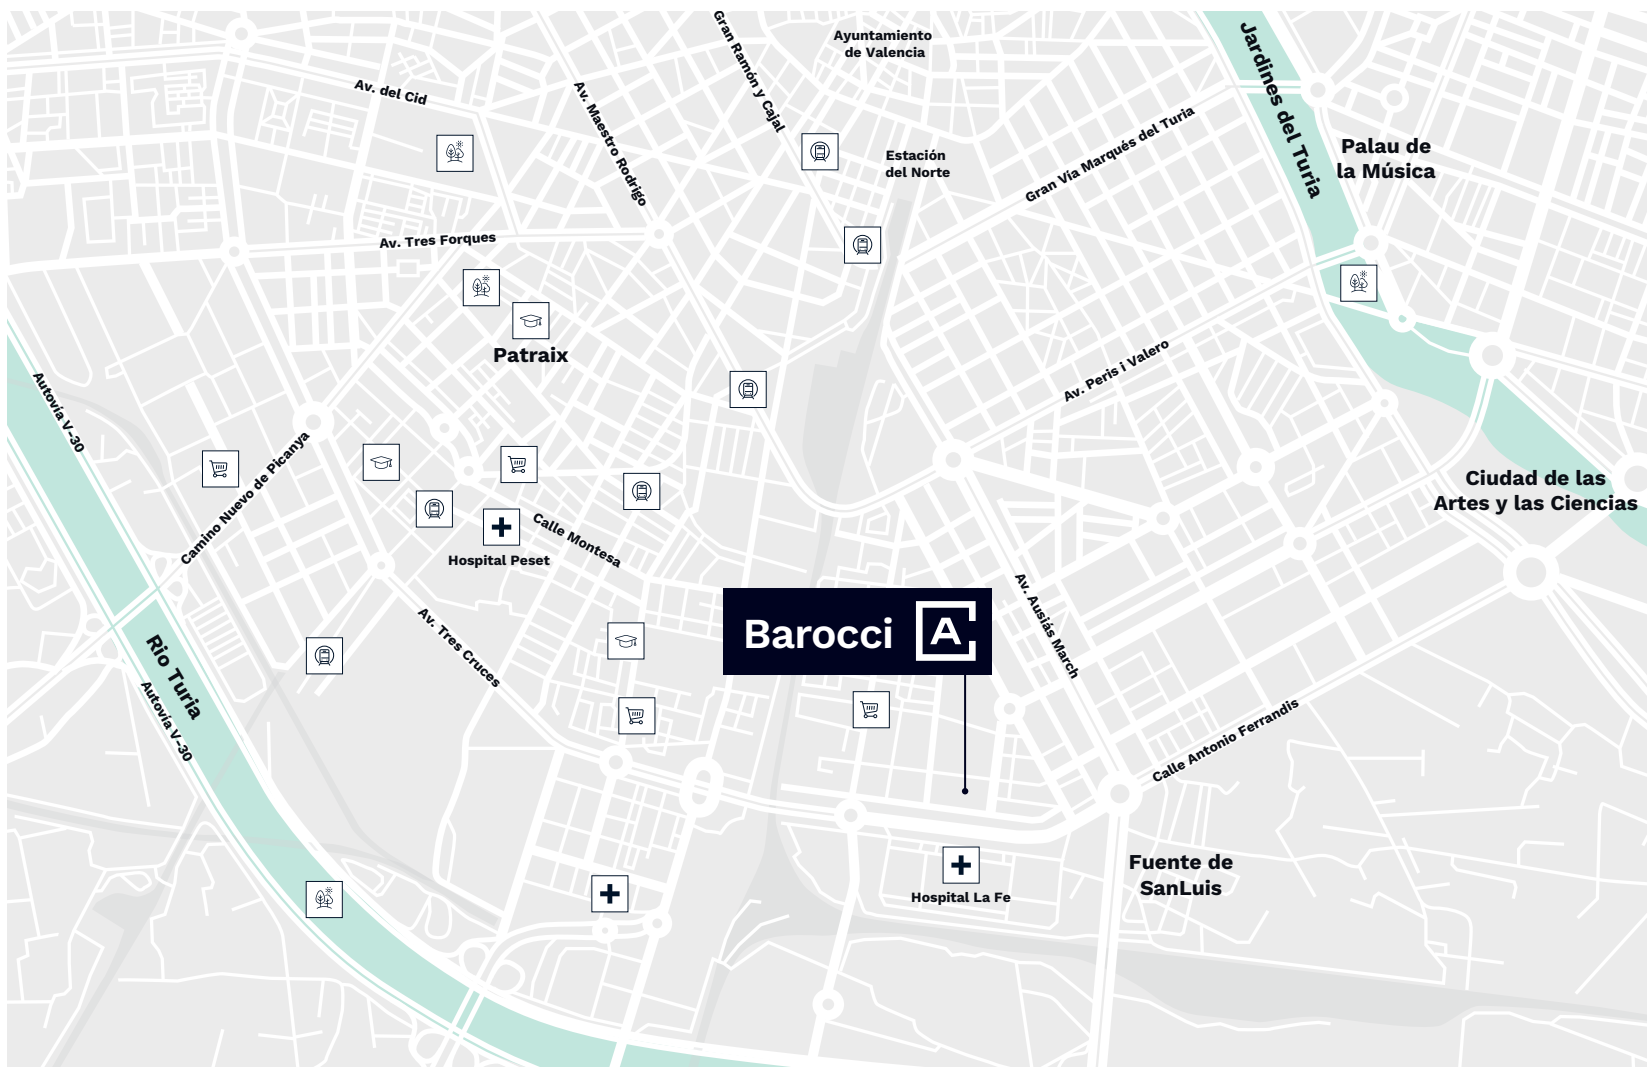 Gran Ramón y Cajal
Ayuntamiento
de Valencia
Jardines del Turia
Av. del Cid
Av. Maestro Rodrigo
Gran Vía Marqués del Turia
Palau de
la Música
Estación
del Norte
Av. Tres Forques
Patraix
Av. Peris i Valero
Autovía V-30
Camino Nuevo de Picanya
Ciudad de las
Artes y las Ciencias
Calle Montesa
Hospital Peset
Av. Ausiás March
Barocci A
Av. Tres Cruces
Rio Turia
Autovía V-30
Calle Antonio Ferrandis
Fuente de
SanLuis
Hospital La Fe